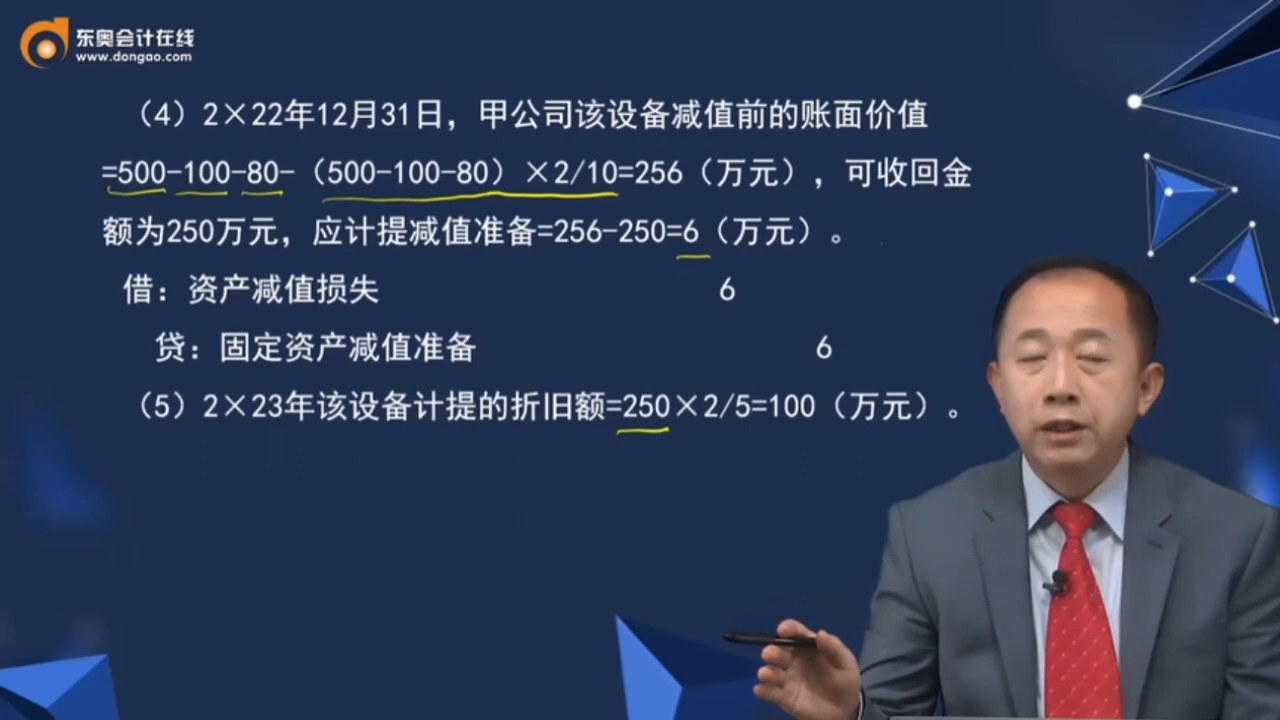 东奥会计在线
www.dongao.com
（4）2×22年12月31日，甲公司该设备减值前的账面价值
=500-100-80-（500-100-80）×2/10=256（万元），可收回金
额为250万元，应计提减值准备=256-250=6（万元）。
借：资产减值损失 6
贷：固定资产减值准备 6
（5）2×23年该设备计提的折旧额=250×2/5=100（万元）。